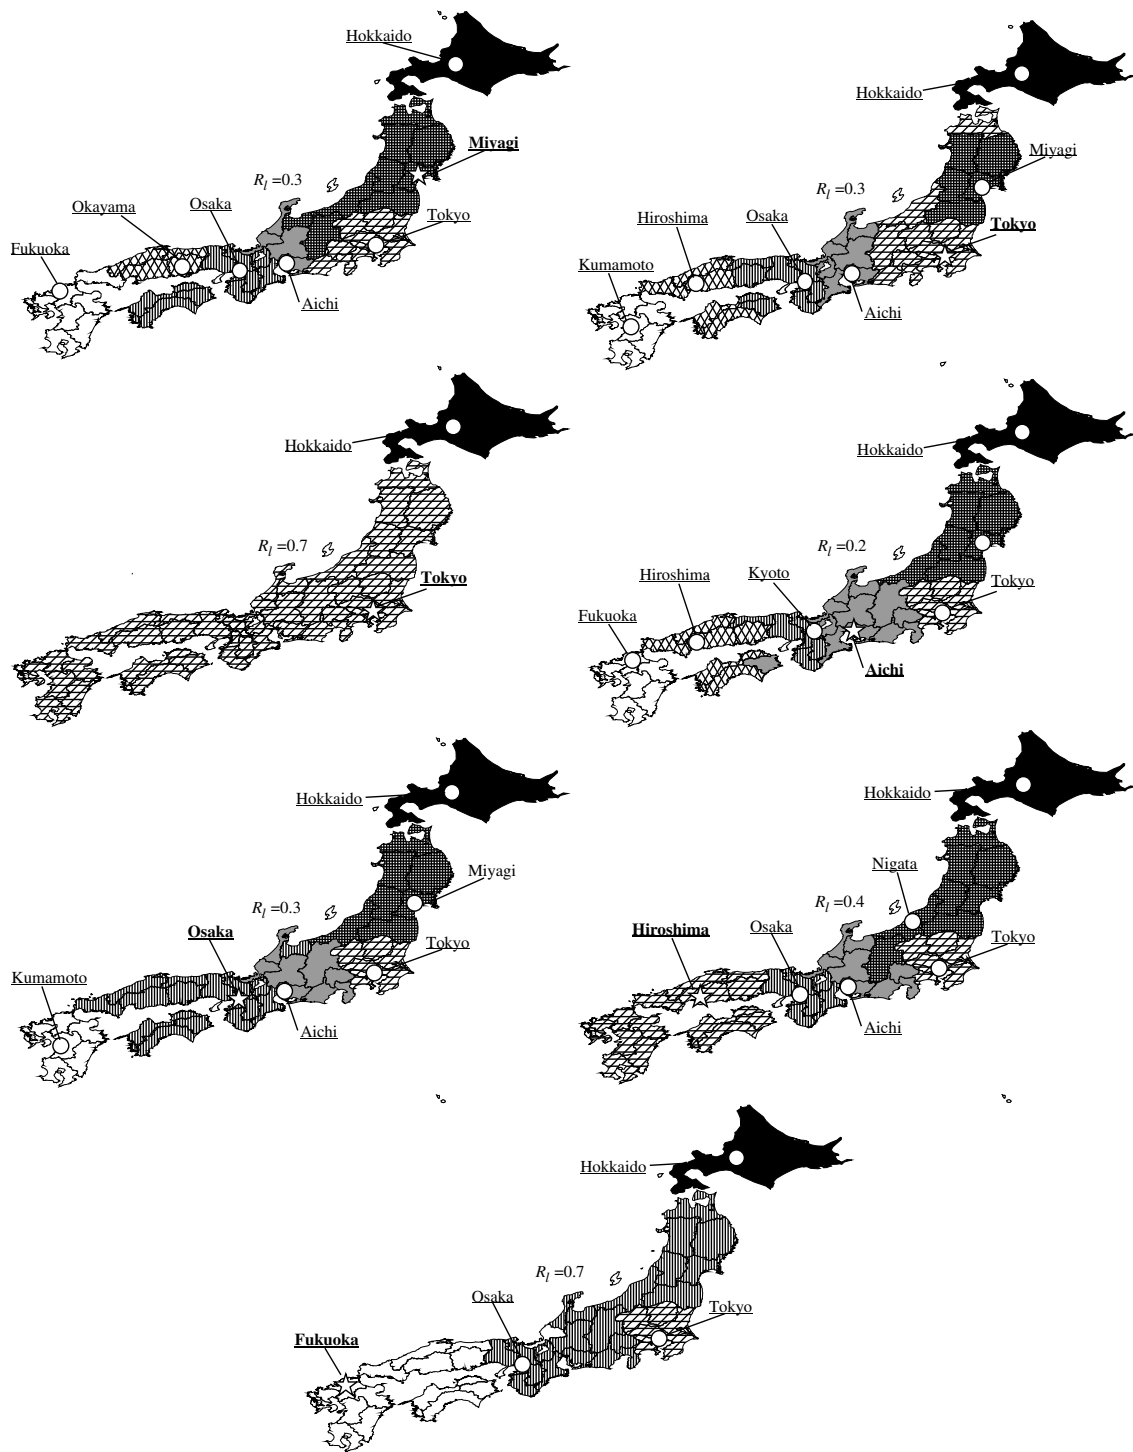 Hokkaido
Miyagi
R_l =0.3
Okayama
Osaka
Tokyo
Fukuoka
Aichi
Hokkaido
Miyagi
R_l =0.3
Hiroshima
Osaka
Tokyo
Kumamoto
Aichi
Hokkaido
R_l =0.7
Tokyo
Hokkaido
R_l =0.2
Hiroshima
Kyoto
Tokyo
Fukuoka
Aichi
Hokkaido
Miyagi
R_l =0.3
Osaka
Tokyo
Kumamoto
Aichi
Hokkaido
Nigata
R_l =0.4
Hiroshima
Osaka
Tokyo
Aichi
Hokkaido
R_l =0.7
Osaka
Tokyo
Fukuoka